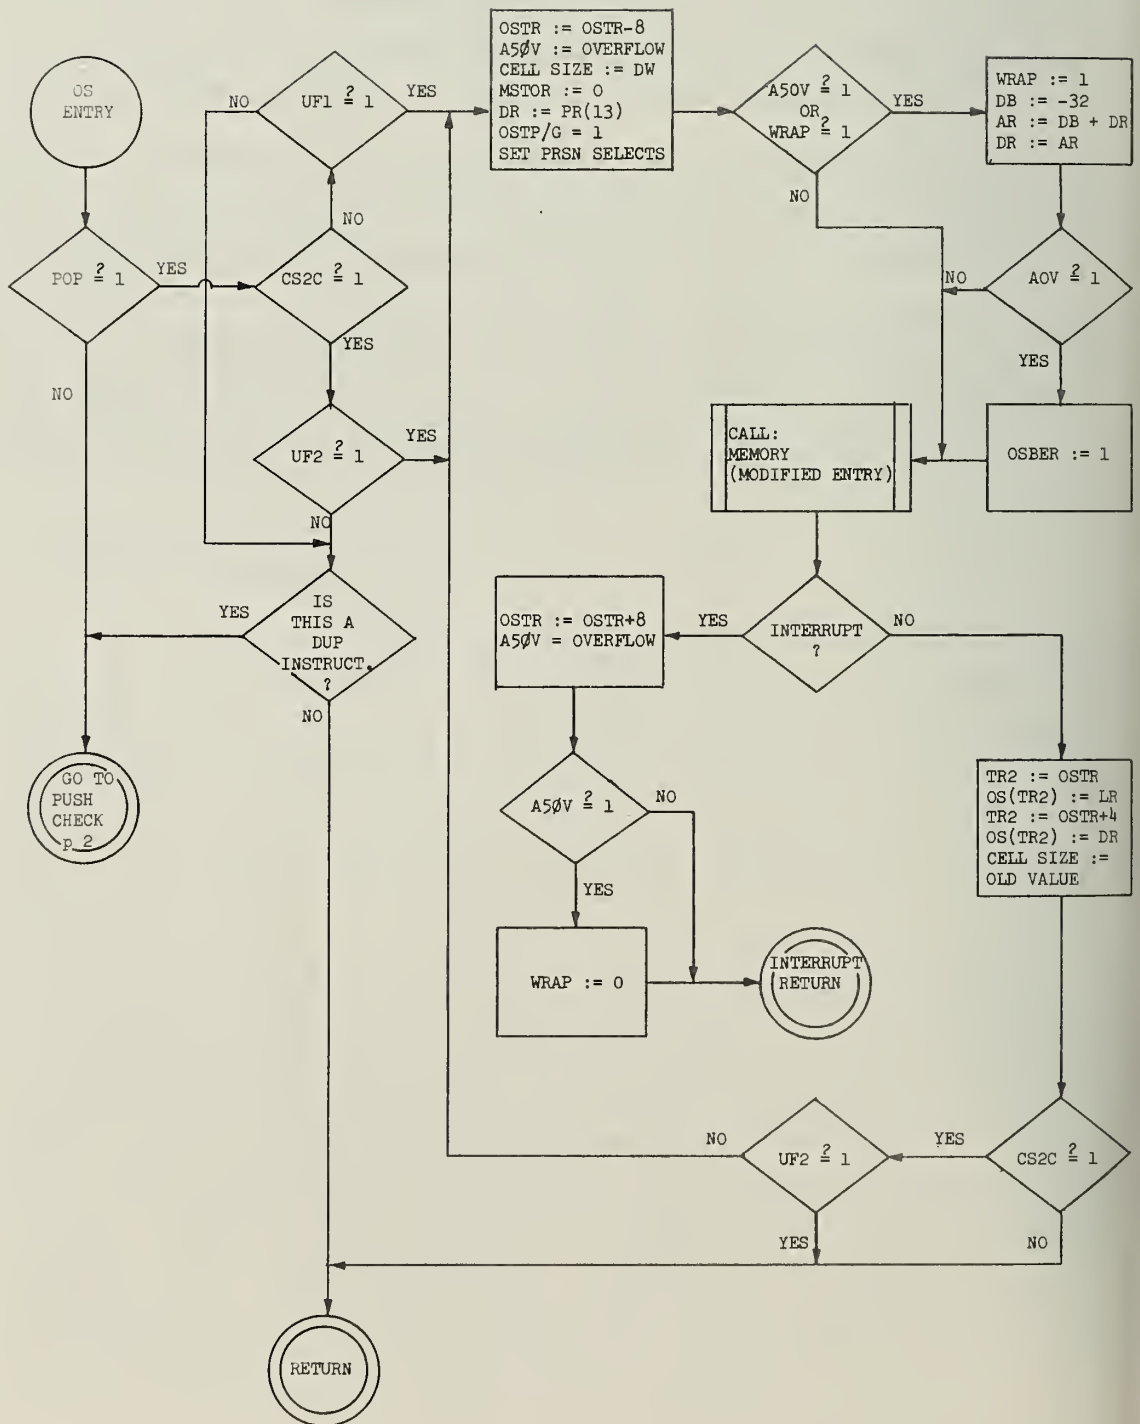 OS
ENTRY
POP ≟ 1
YES
NO
UF1 ≟ 1
NO
YES
CS2C ≟ 1
NO
YES
UF2 ≟ 1
YES
NO
IS
THIS A
DUP
INSTRUCT.
?
YES
NO
GO TO
PUSH
CHECK
p 2
OSTR := OSTR-8
A5ØV := OVERFLOW
CELL SIZE := DW
MSTOR := 0
DR := PR(13)
OSTP/G = 1
SET PRSN SELECTS
A5OV ≟ 1
OR
WRAP ≟ 1
YES
NO
WRAP := 1
DB := -32
AR := DB + DR
DR := AR
AOV ≟ 1
NO
YES
OSBER := 1
CALL:
MEMORY
(MODIFIED ENTRY)
INTERRUPT
?
YES
NO
OSTR := OSTR+8
A5ØV = OVERFLOW
A5ØV ≟ 1
NO
YES
WRAP := 0
INTERRUPT
RETURN
TR2 := OSTR
OS(TR2) := LR
TR2 := OSTR+4
OS(TR2) := DR
CELL SIZE :=
OLD VALUE
CS2C ≟ 1
YES
NO
UF2 ≟ 1
NO
YES
RETURN